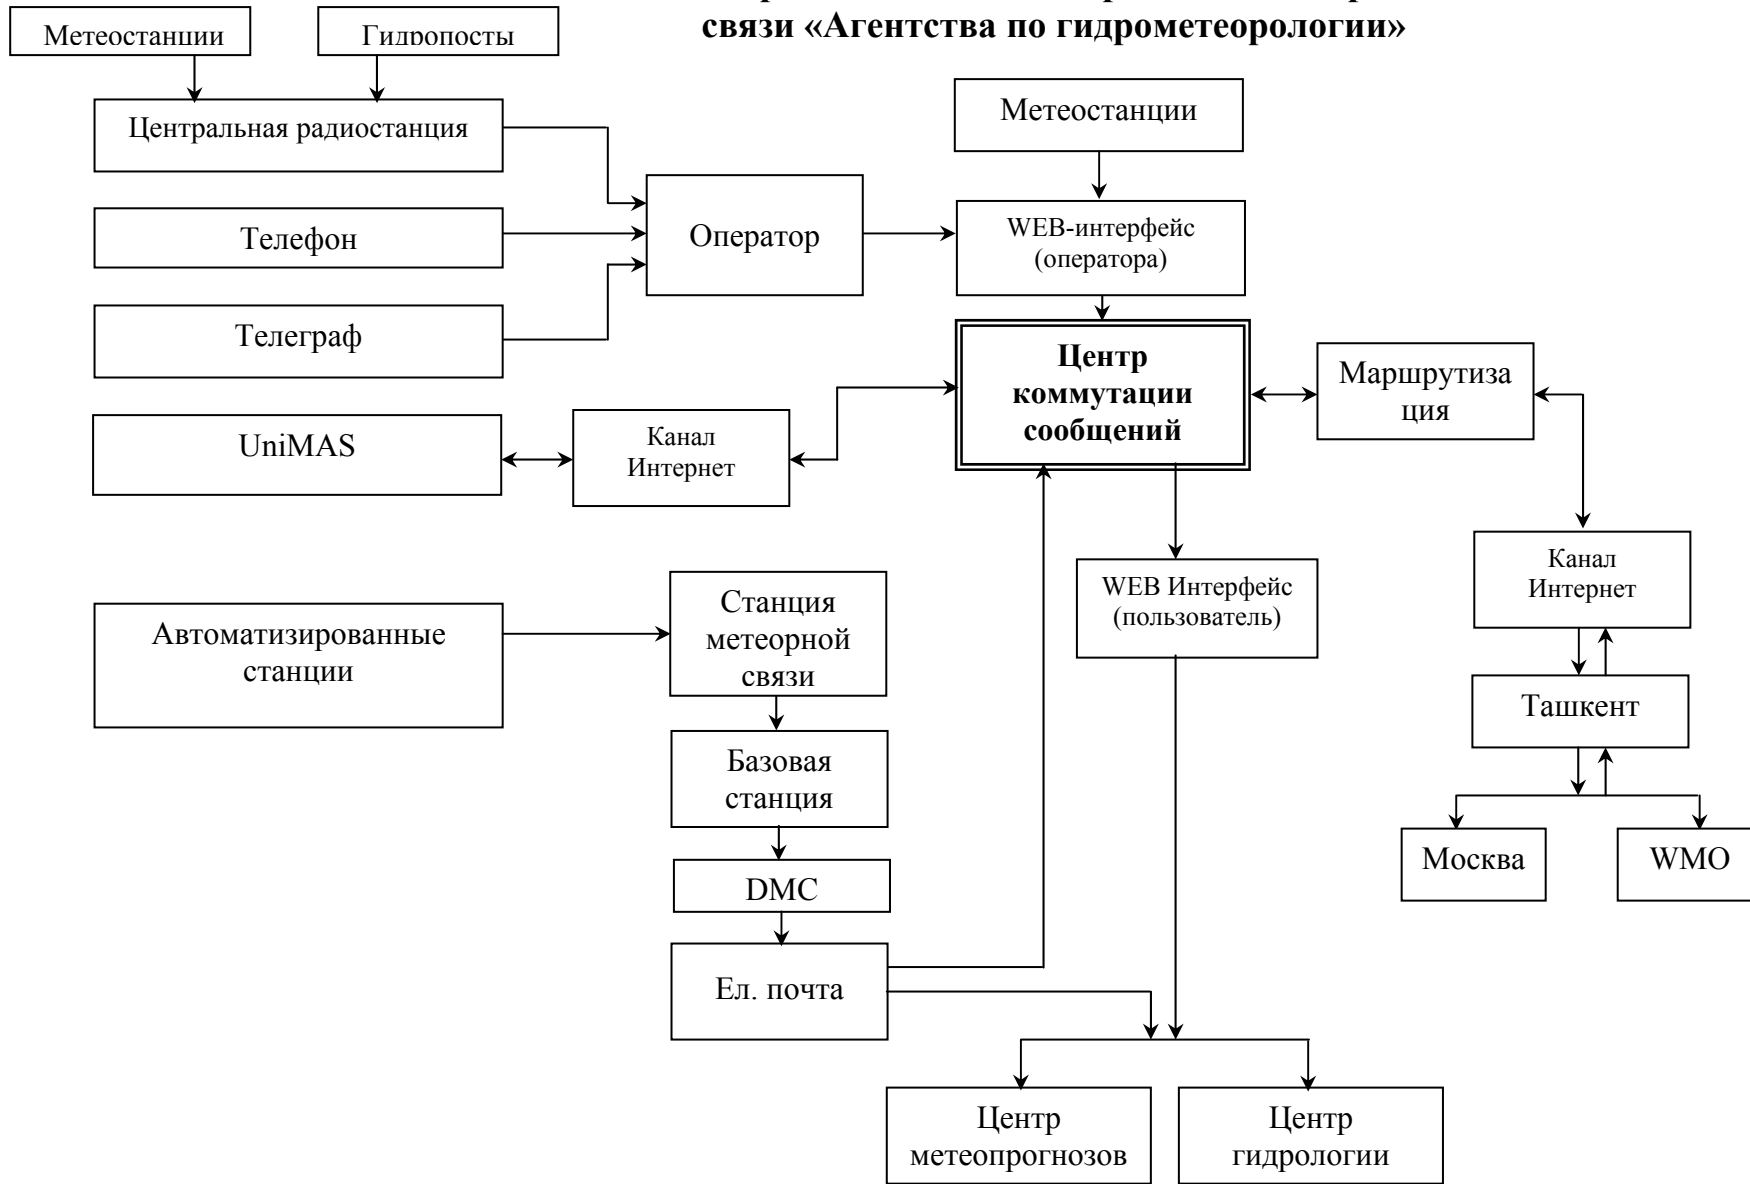 связи «Агентства по гидрометеорологии»
Метеостанции
Гидропосты
Центральная радиостанция
Метеостанции
Телефон
Оператор
WEB-интерфейс
(оператора)
Телеграф
Центр
коммутации
сообщений
Маршрутиза
ция
UniMAS
Канал
Интернет
Канал
Интернет
WEB Интерфейс
(пользователь)
Автоматизированные
станции
Станция
метеорной
связи
Ташкент
Базовая
станция
Москва
WMO
DMC
Ел. почта
Центр
метеопрогнозов
Центр
гидрологии